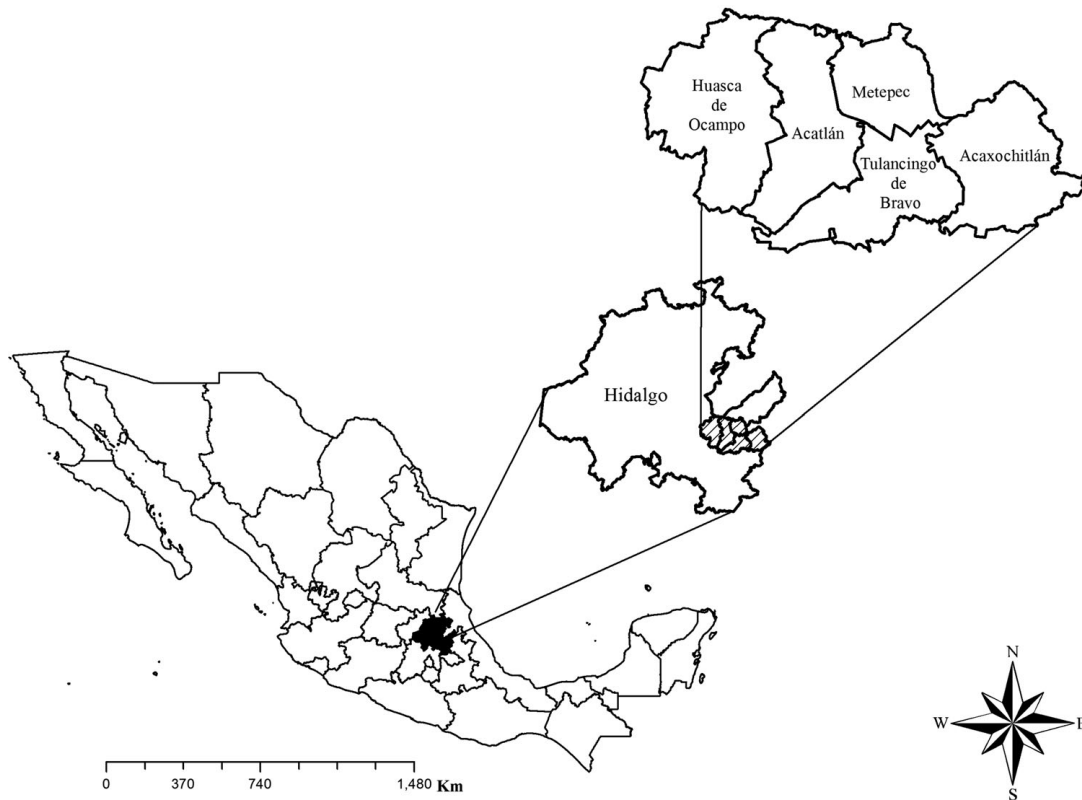 Huasca
de
Ocampo
Acatlán
Metepec
Tulancingo
de
Bravo
Acaxochitlán
Hidalgo
N
W
E
S
0 370 740 1,480 Km